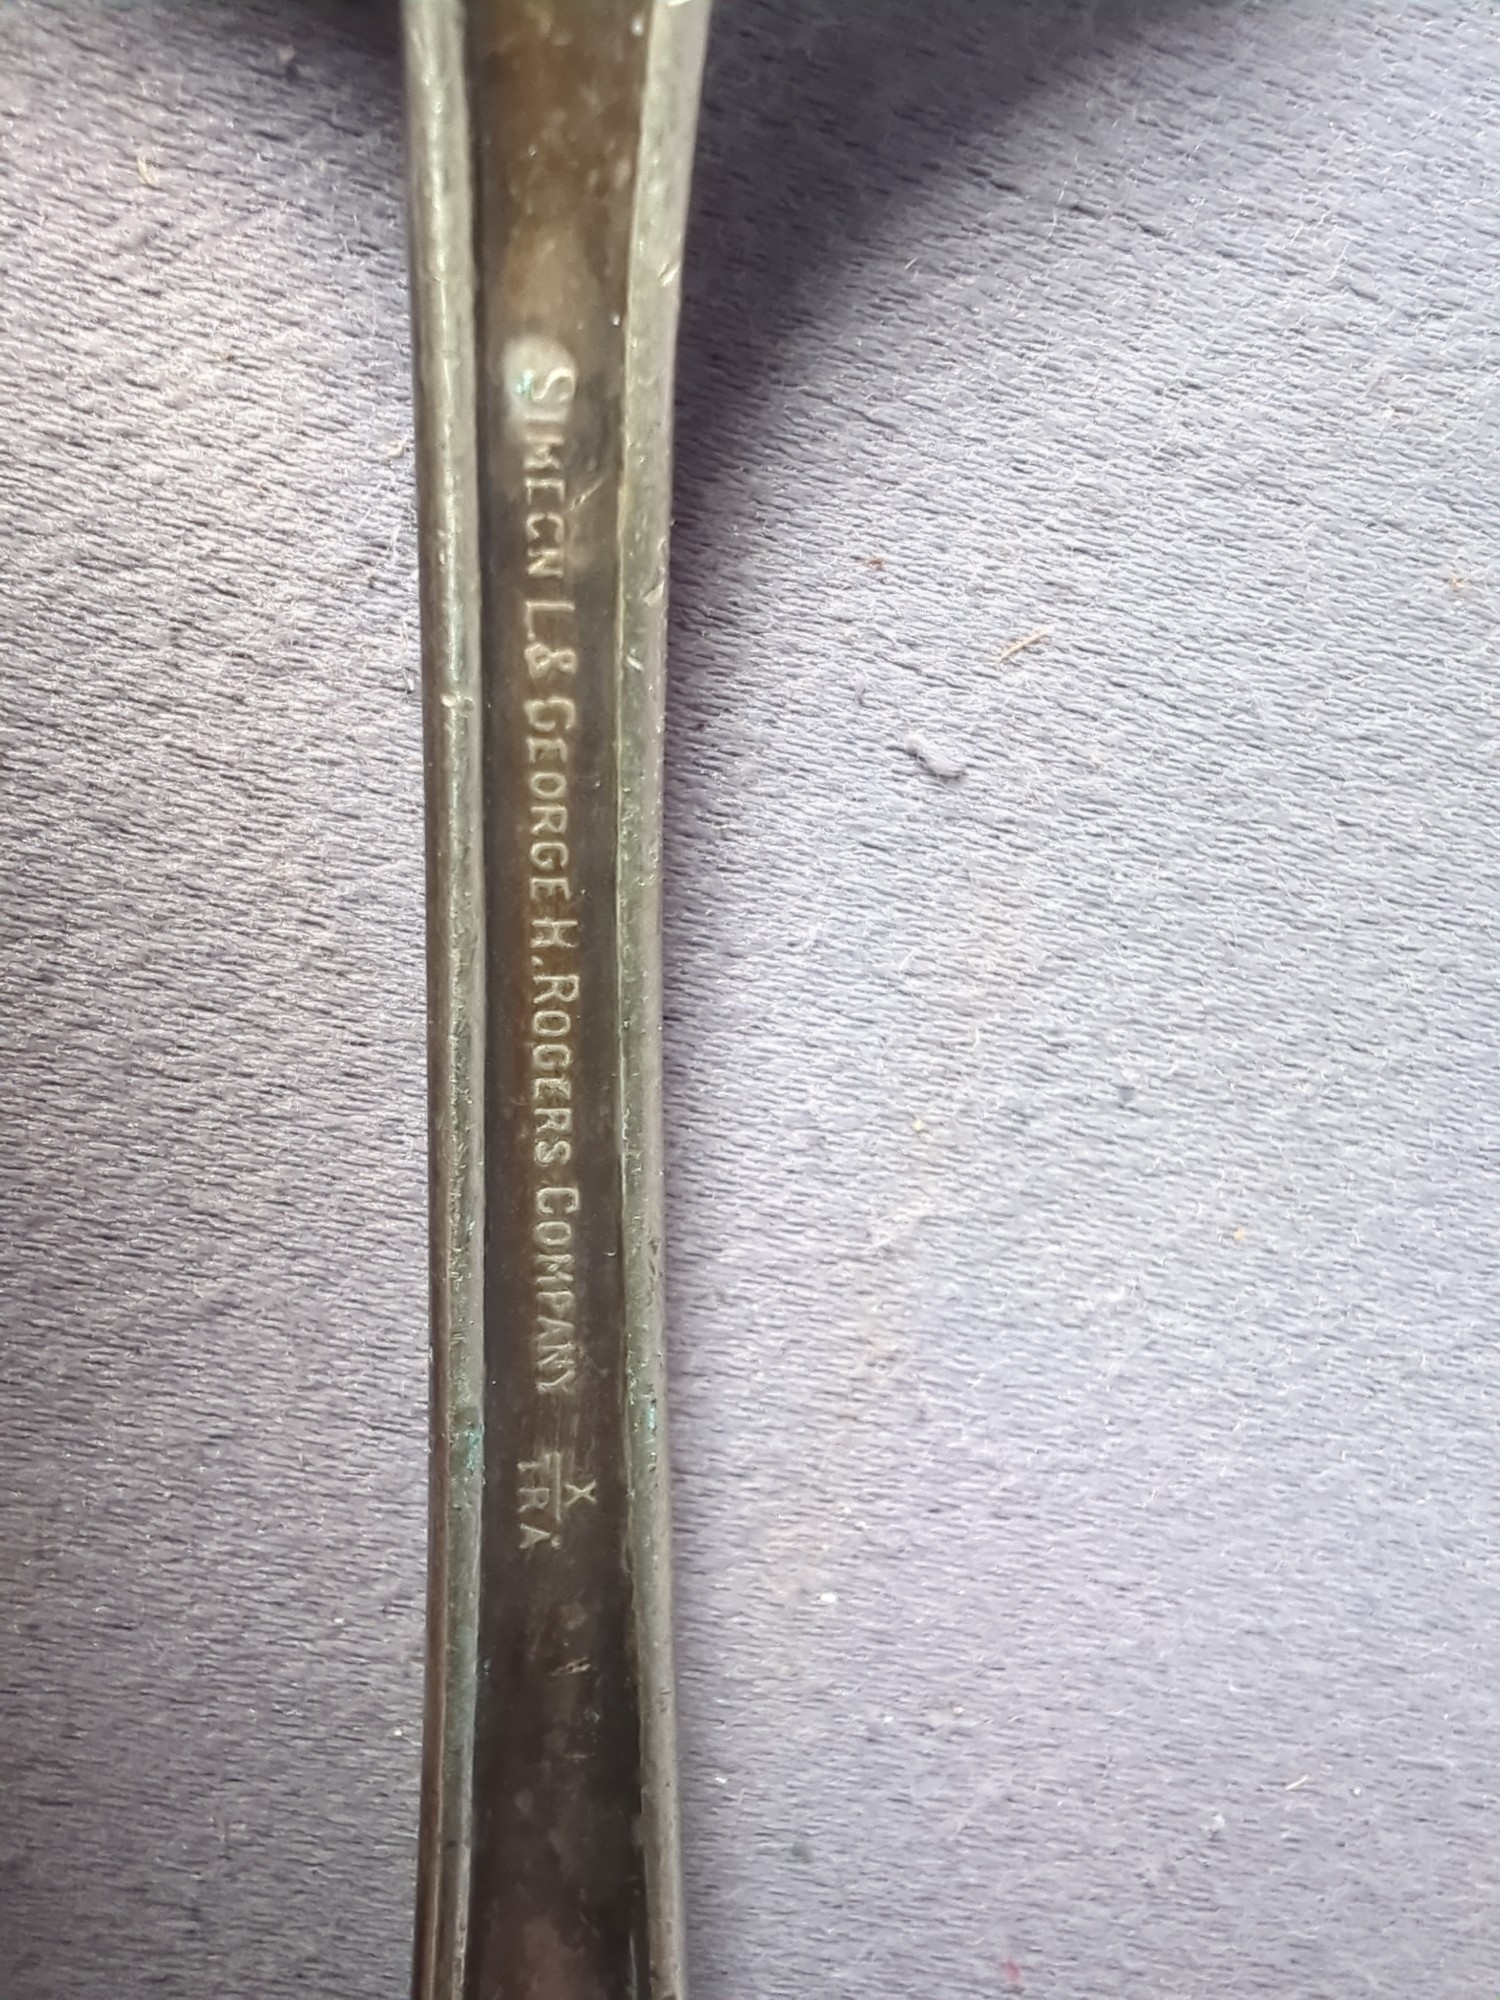 SIMEON L. & GEORGE H. ROGERS COMPANY X
TRA